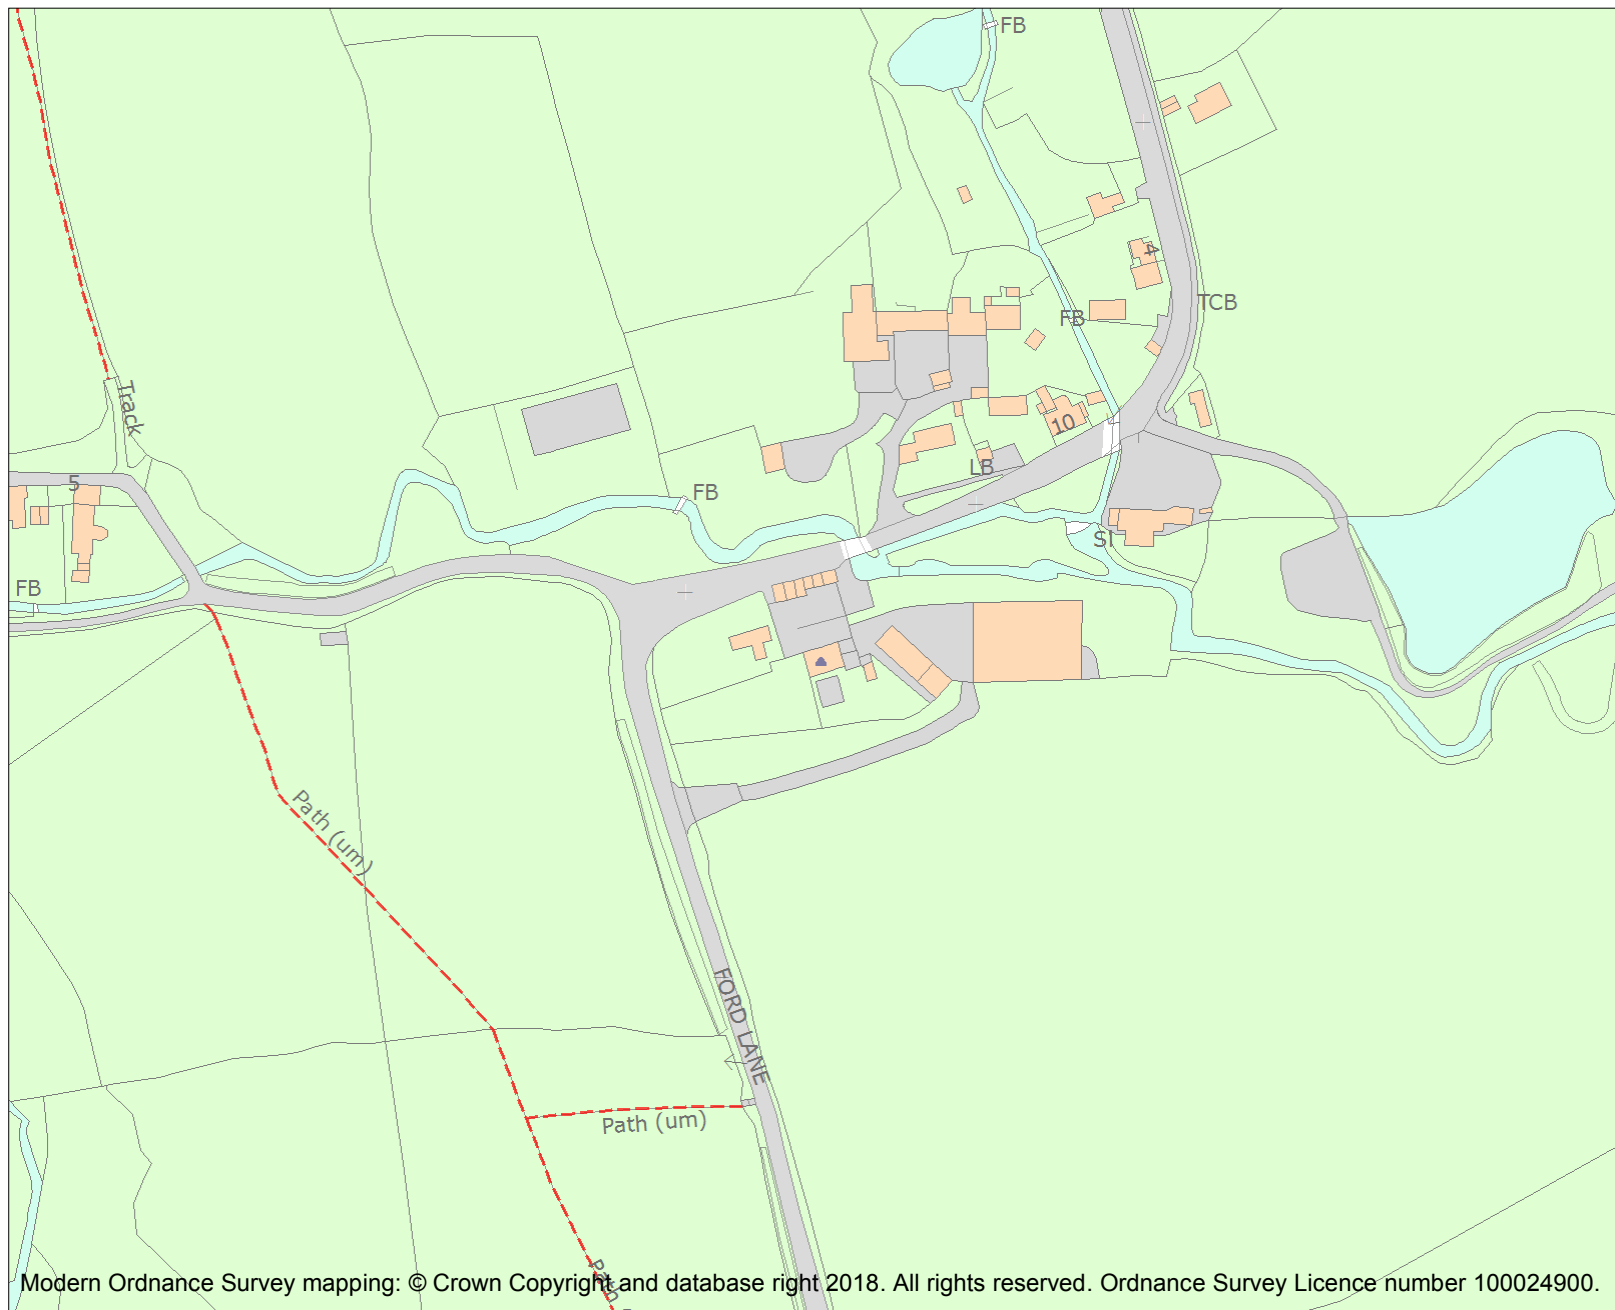 FB
4
TCB
FB
Track
10
LB
5
FB
SI
FB
Path (um)
FORD LANE
Path (um)
Path
Modern Ordnance Survey mapping: © Crown Copyright and database right 2018. All rights reserved. Ordnance Survey Licence number 100024900.